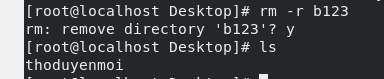 [root@localhost Desktop]# rm -r b123
rm: remove directory 'b123'? y
[root@localhost Desktop]# ls
thoduyenmoi